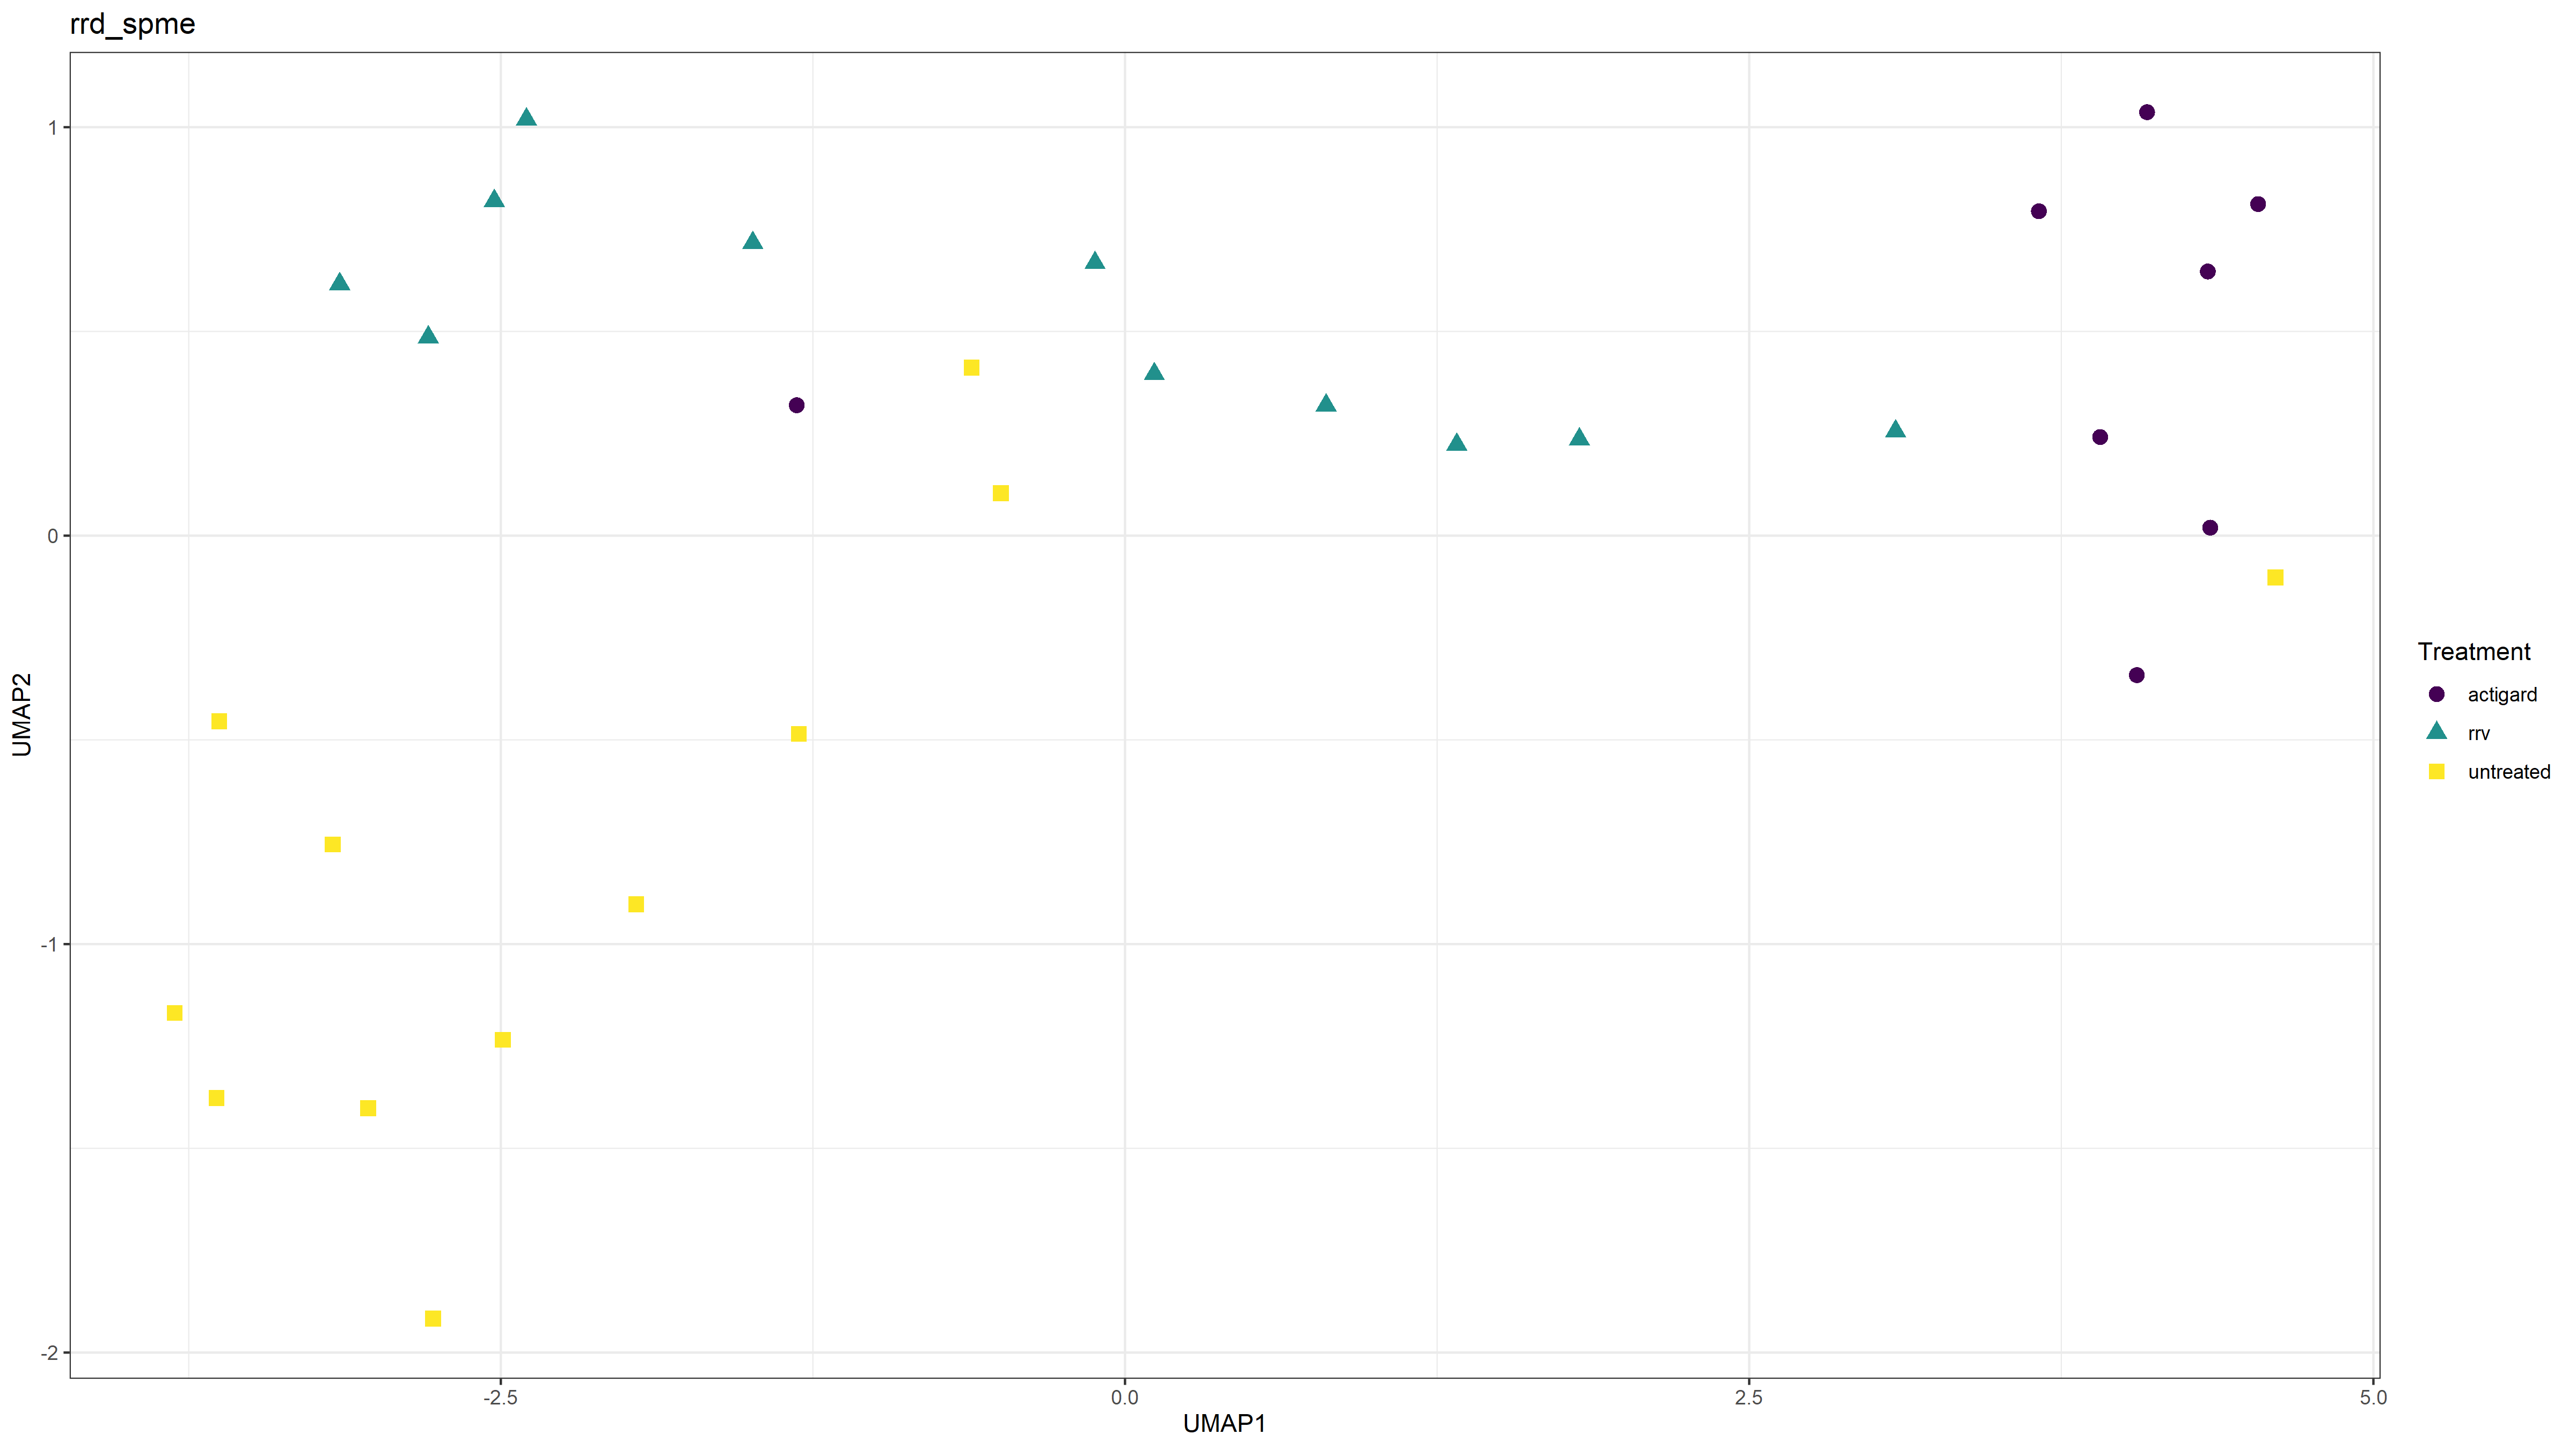 rrd_spme
1
0
-1
-2
UMAP2
-2.5
0.0
2.5
5.0
UMAP1
Treatment
actigard
rrv
untreated